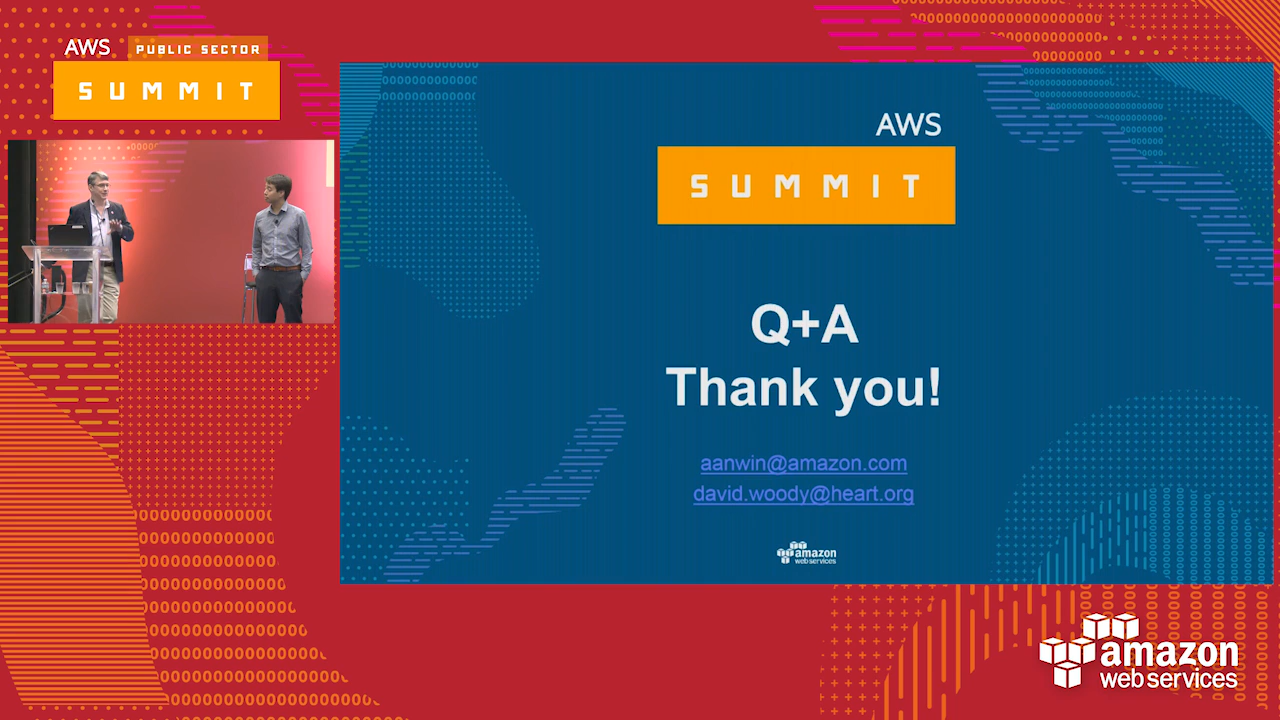 AWS PUBLIC SECTOR
SUMMIT
AWS
SUMMIT
Q+A
Thank you!
aanwin@amazon.com
david.woody@heart.org
amazon
web services
amazon
web services